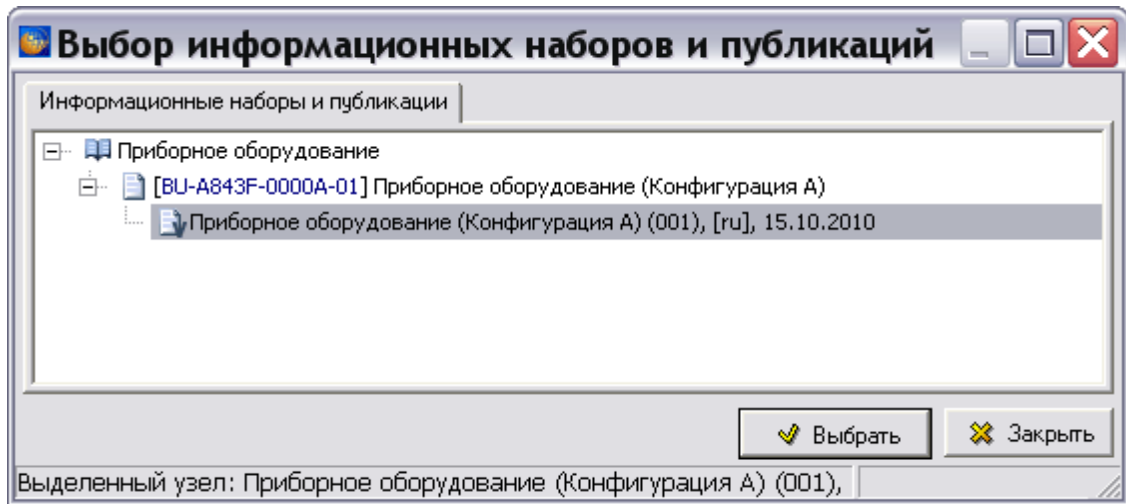 Выбор информационных наборов и публикаций
Информационные наборы и публикации
Приборное оборудование
[BU-A843F-0000A-01] Приборное оборудование (Конфигурация А)
Приборное оборудование (Конфигурация А) (001), [ru], 15.10.2010
Выбрать
Закрыть
Выделенный узел: Приборное оборудование (Конфигурация А) (001),